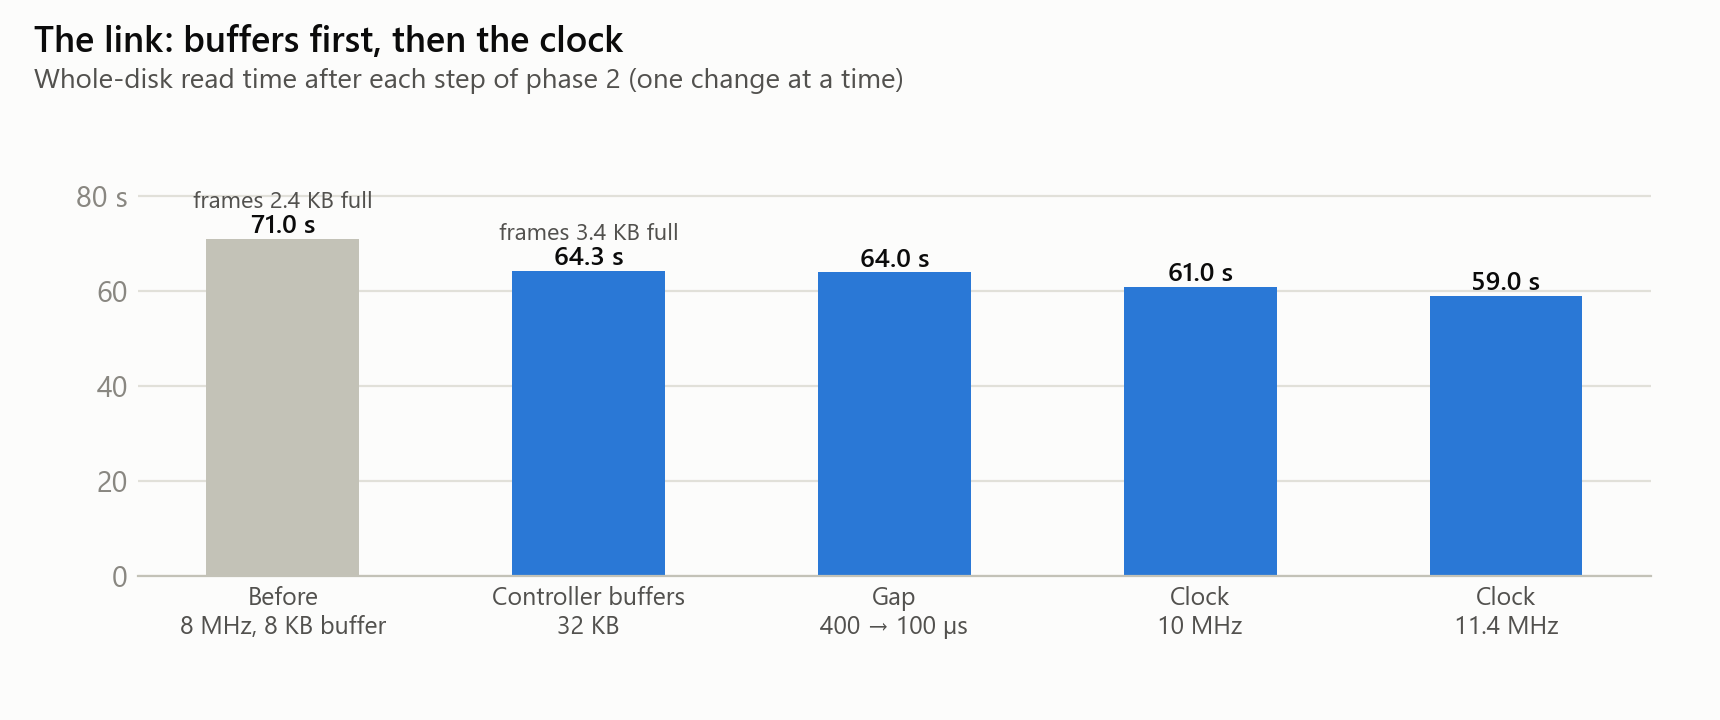 The link: buffers first, then the clock
Whole-disk read time after each step of phase 2 (one change at a time)
80 s
60
40
20
0
frames 2.4 KB full
71.0 s
frames 3.4 KB full
64.3 s
64.0 s
61.0 s
59.0 s
Before
8 MHz, 8 KB buffer
Controller buffers
32 KB
Gap
400 → 100 µs
Clock
10 MHz
Clock
11.4 MHz